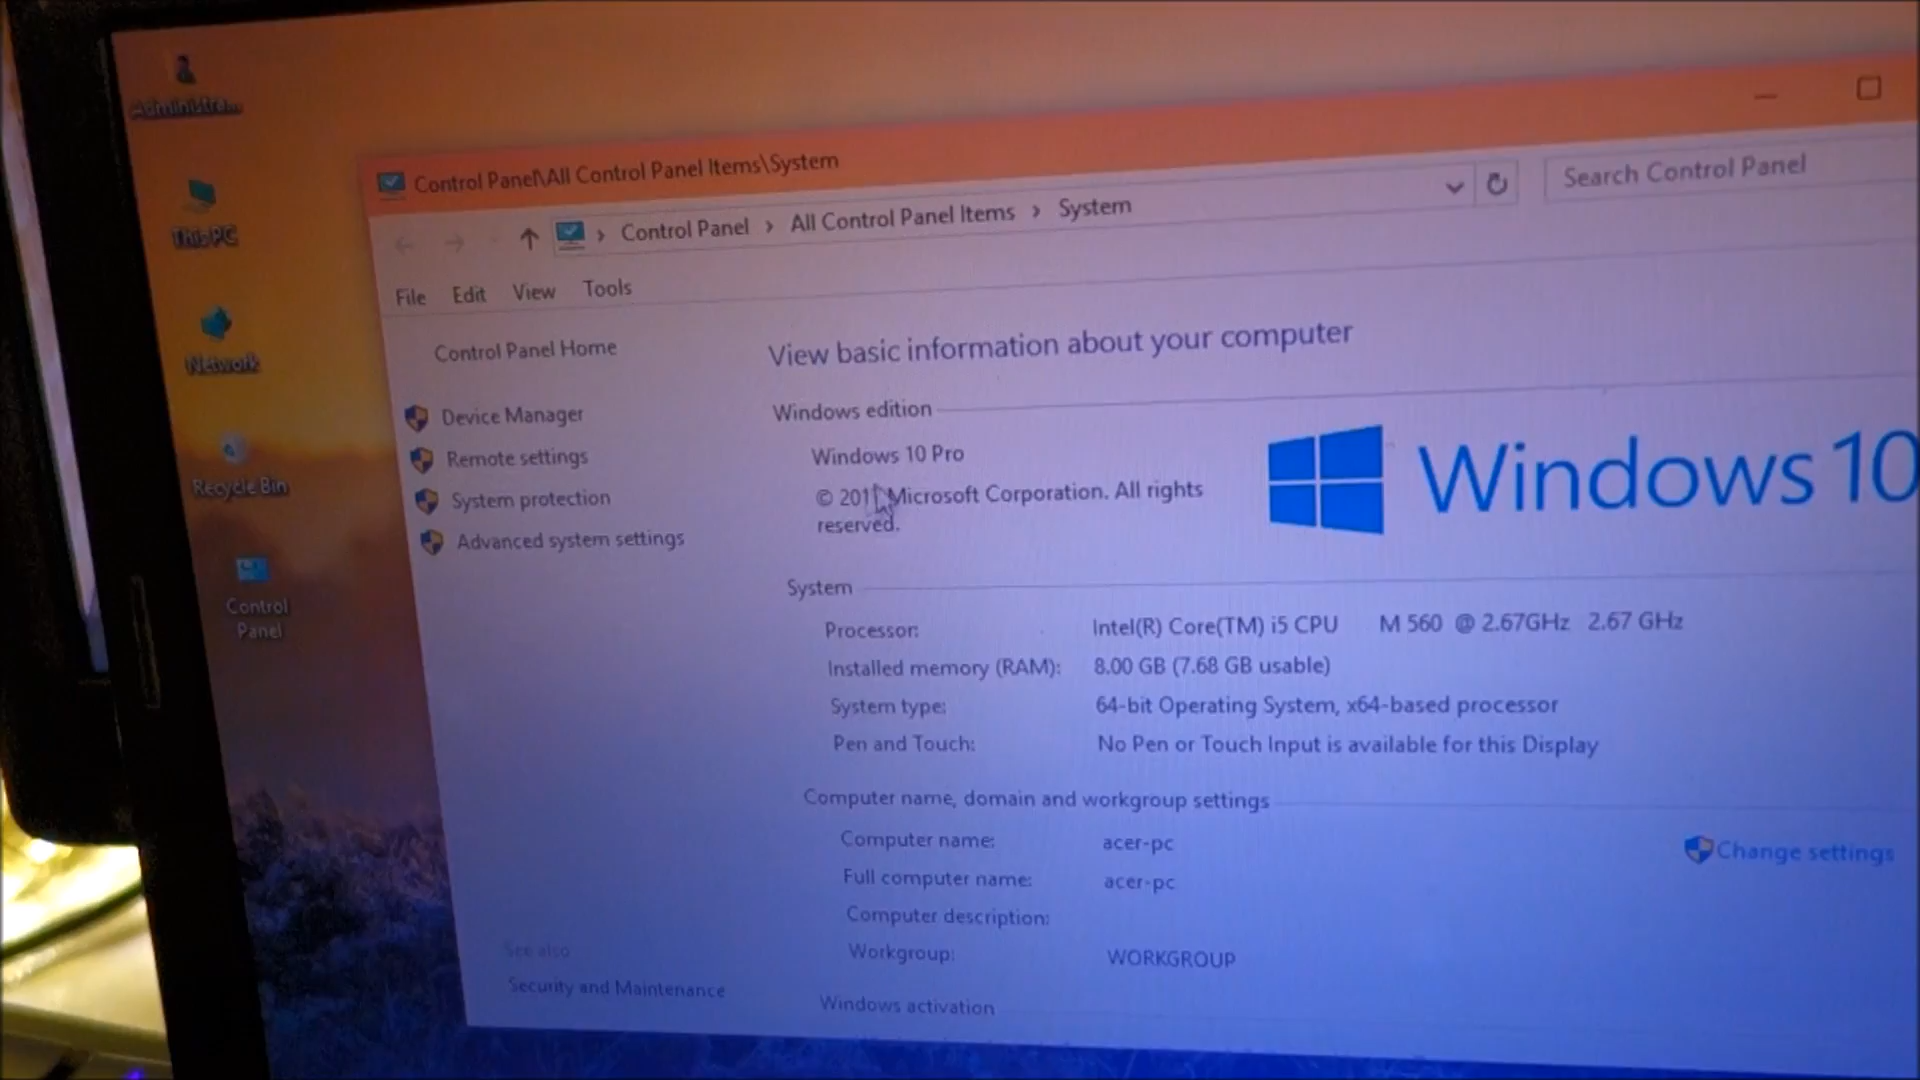 Administra...
This PC
Network
Recycle Bin
Control
Panel
Control Panel\All Control Panel Items\System
Control Panel › All Control Panel Items › System
Search Control Panel
File Edit View Tools
Control Panel Home
Device Manager
Remote settings
System protection
Advanced system settings
See also
Security and Maintenance
View basic information about your computer
Windows edition
Windows 10 Pro
© 201 Microsoft Corporation. All rights
reserved.
Windows 10
System
Processor: Intel(R) Core(TM) i5 CPU M 560 @ 2.67GHz 2.67 GHz
Installed memory (RAM): 8.00 GB (7.68 GB usable)
System type: 64-bit Operating System, x64-based processor
Pen and Touch: No Pen or Touch Input is available for this Display
Computer name, domain and workgroup settings
Computer name: acer-pc
Change settings
Full computer name: acer-pc
Computer description:
Workgroup: WORKGROUP
Windows activation